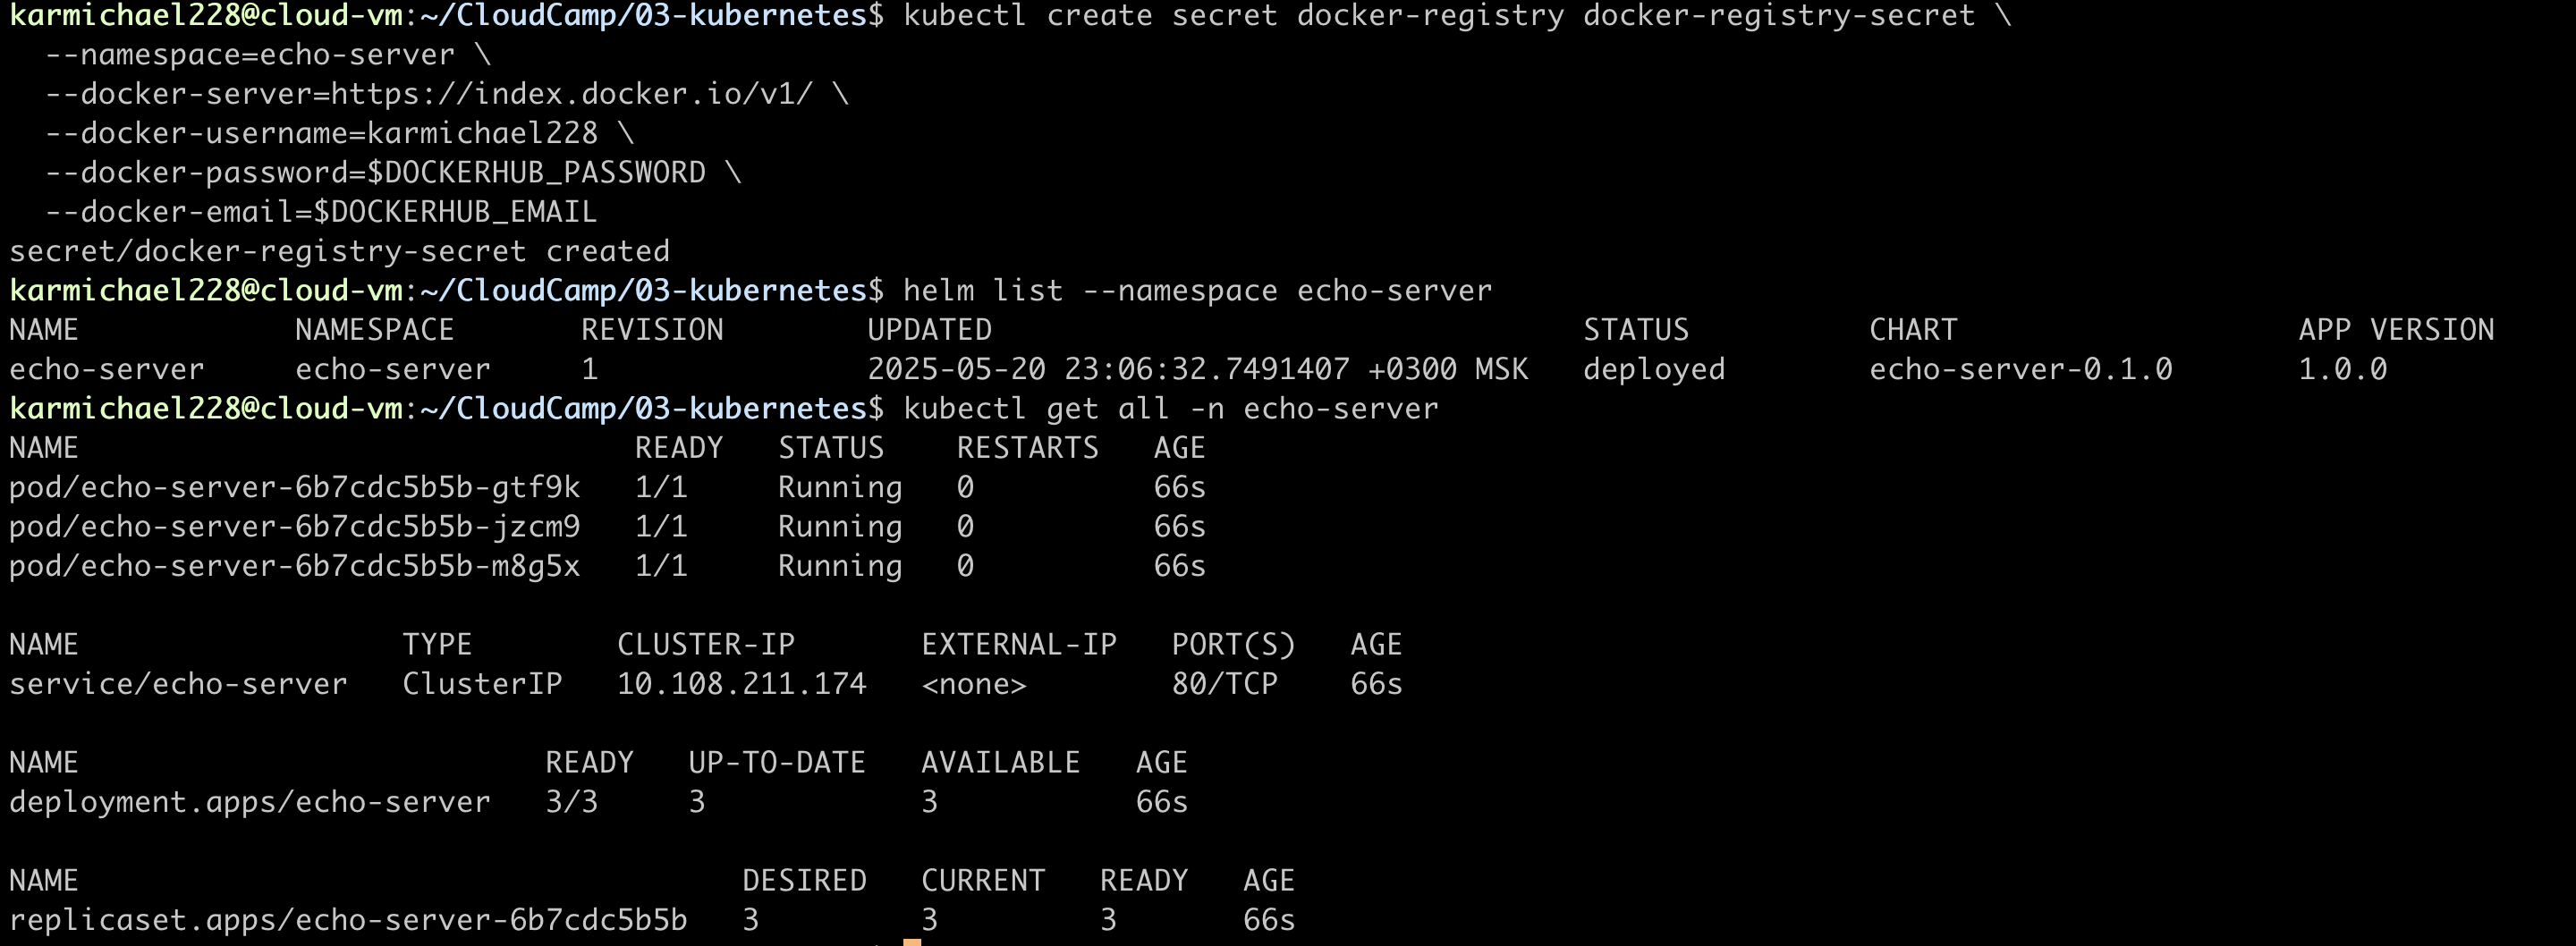 karmichael228@cloud-vm:~/CloudCamp/03-kubernetes$ kubectl create secret docker-registry docker-registry-secret \
  --namespace=echo-server \
  --docker-server=https://index.docker.io/v1/ \
  --docker-username=karmichael228 \
  --docker-password=$DOCKERHUB_PASSWORD \
  --docker-email=$DOCKERHUB_EMAIL
secret/docker-registry-secret created
karmichael228@cloud-vm:~/CloudCamp/03-kubernetes$ helm list --namespace echo-server
NAME            NAMESPACE       REVISION        UPDATED                                 STATUS          CHART                   APP VERSION
echo-server     echo-server     1               2025-05-20 23:06:32.7491407 +0300 MSK   deployed        echo-server-0.1.0       1.0.0
karmichael228@cloud-vm:~/CloudCamp/03-kubernetes$ kubectl get all -n echo-server
NAME                               READY   STATUS    RESTARTS   AGE
pod/echo-server-6b7cdc5b5b-gtf9k   1/1     Running   0          66s
pod/echo-server-6b7cdc5b5b-jzcm9   1/1     Running   0          66s
pod/echo-server-6b7cdc5b5b-m8g5x   1/1     Running   0          66s

NAME                  TYPE        CLUSTER-IP       EXTERNAL-IP   PORT(S)   AGE
service/echo-server   ClusterIP   10.108.211.174   <none>        80/TCP    66s

NAME                          READY   UP-TO-DATE   AVAILABLE   AGE
deployment.apps/echo-server   3/3     3            3           66s

NAME                                     DESIRED   CURRENT   READY   AGE
replicaset.apps/echo-server-6b7cdc5b5b   3         3         3       66s